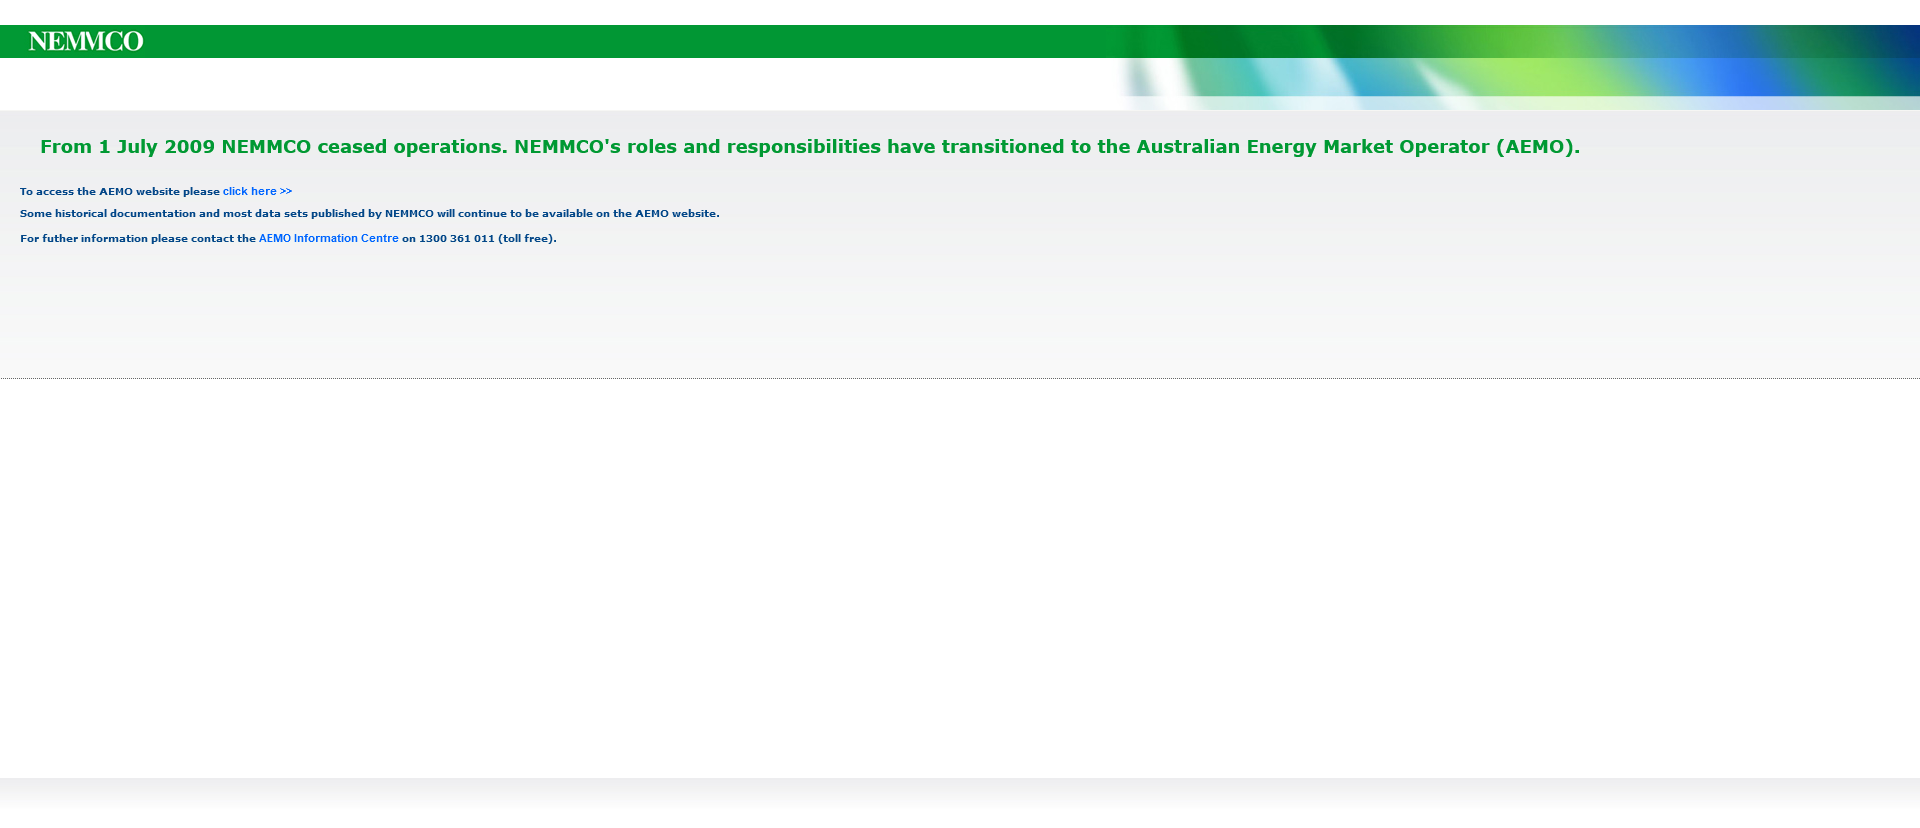 NEMMCO
From 1 July 2009 NEMMCO ceased operations. NEMMCO's roles and responsibilities have transitioned to the Australian Energy Market Operator (AEMO).
To access the AEMO website please click here >>
Some historical documentation and most data sets published by NEMMCO will continue to be available on the AEMO website.
For futher information please contact the AEMO Information Centre on 1300 361 011 (toll free).